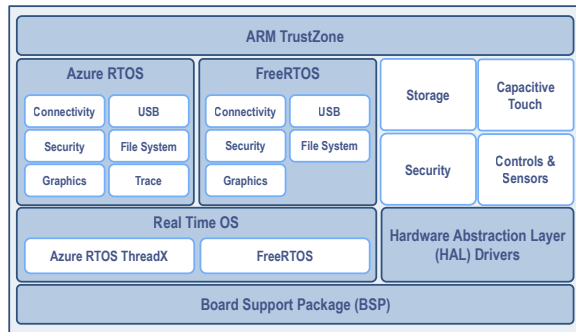 ARM TrustZone
Azure RTOS
Connectivity
USB
Security
File System
Graphics
Trace
FreeRTOS
Connectivity
USB
Security
File System
Graphics
Storage
Capacitive
Touch
Security
Controls &
Sensors
Real Time OS
Azure RTOS ThreadX
FreeRTOS
Hardware Abstraction Layer
(HAL) Drivers
Board Support Package (BSP)